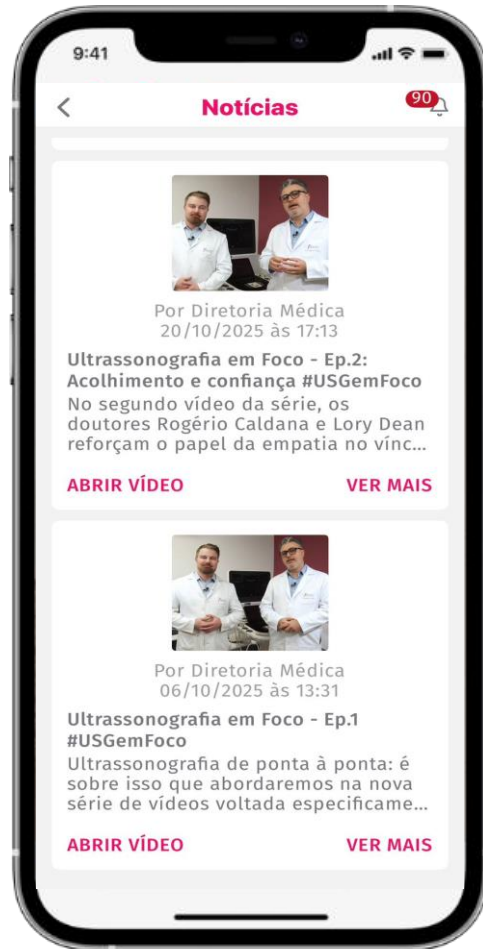 9:41
Notícias
90
Por Diretoria Médica
20/10/2025 às 17:13
Ultrassonografia em Foco - Ep.2:
Acolhimento e confiança #USGemFoco
No segundo vídeo da série, os
doutores Rogério Caldana e Lory Dean
reforçam o papel da empatia no vínc...
ABRIR VÍDEO
VER MAIS
Por Diretoria Médica
06/10/2025 às 13:31
Ultrassonografia em Foco - Ep.1
#USGemFoco
Ultrassonografia de ponta à ponta: é
sobre isso que abordaremos na nova
série de vídeos voltada especificame...
ABRIR VÍDEO
VER MAIS